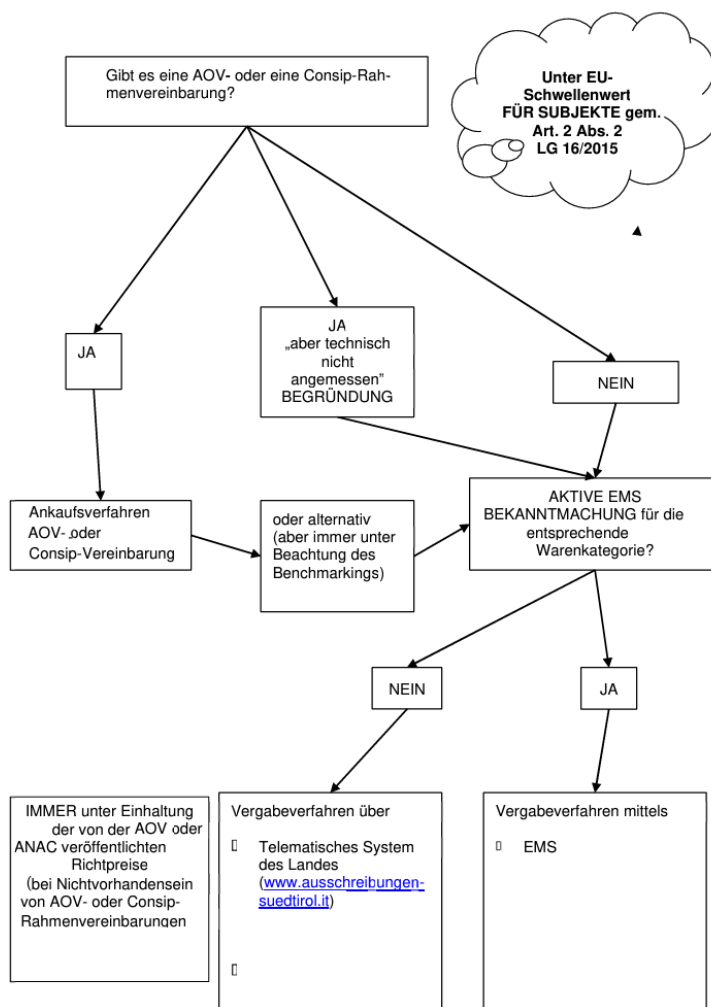 Gibt es eine AOV- oder eine Consip-Rah-
menvereinbarung?
Unter EU-
Schwellenwert
FÜR SUBJEKTE gem.
Art. 2 Abs. 2
LG 16/2015
JA
JA
„aber technisch
nicht
angemessen”
BEGRÜNDUNG
NEIN
Ankaufsverfahren
AOV- oder
Consip-Vereinbarung
oder alternativ
(aber immer unter
Beachtung des
Benchmarkings)
AKTIVE EMS
BEKANNTMACHUNG für die
entsprechende
Warenkategorie?
NEIN
JA
IMMER unter Einhaltung
der von der AOV oder
ANAC veröffentlichten
Richtpreise
(bei Nichtvorhandensein
von AOV- oder Consip-
Rahmenvereinbarungen
Vergabeverfahren über
Telematisches System
des Landes
(www.ausschreibungen-
suedtirol.it)
Vergabeverfahren mittels
EMS